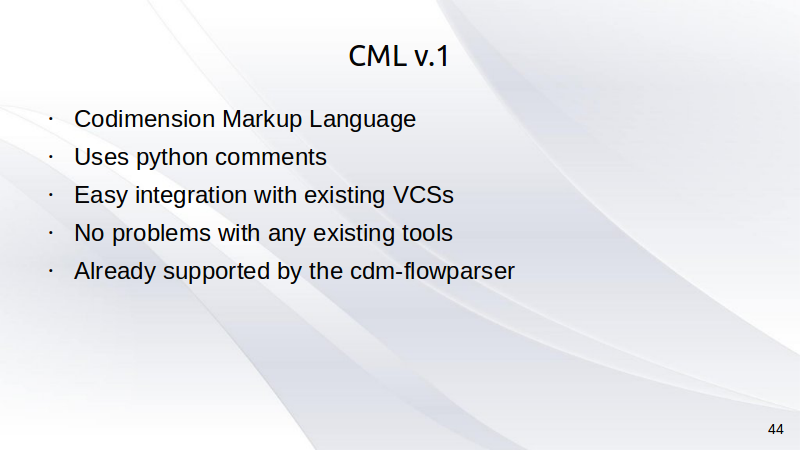 CML v.1
· Codimension Markup Language
· Uses python comments
· Easy integration with existing VCSs
· No problems with any existing tools
· Already supported by the cdm-flowparser
44